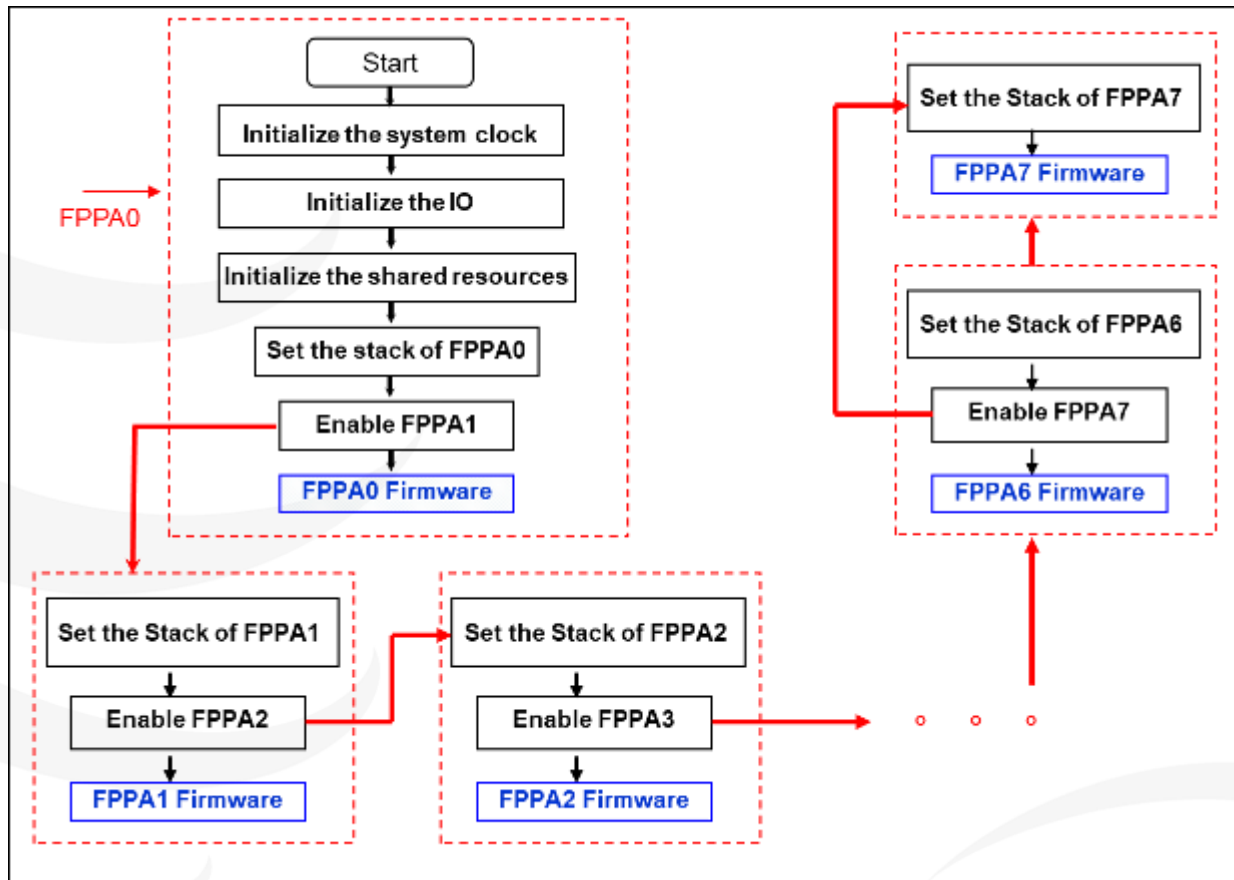 Start
Initialize the system clock
Initialize the IO
FPPA0
Initialize the shared resources
Set the stack of FPPA0
Enable FPPA1
FPPA0 Firmware
Set the Stack of FPPA1
Enable FPPA2
FPPA1 Firmware
Set the Stack of FPPA2
Enable FPPA3
FPPA2 Firmware
Set the Stack of FPPA6
Enable FPPA7
FPPA6 Firmware
Set the Stack of FPPA7
FPPA7 Firmware